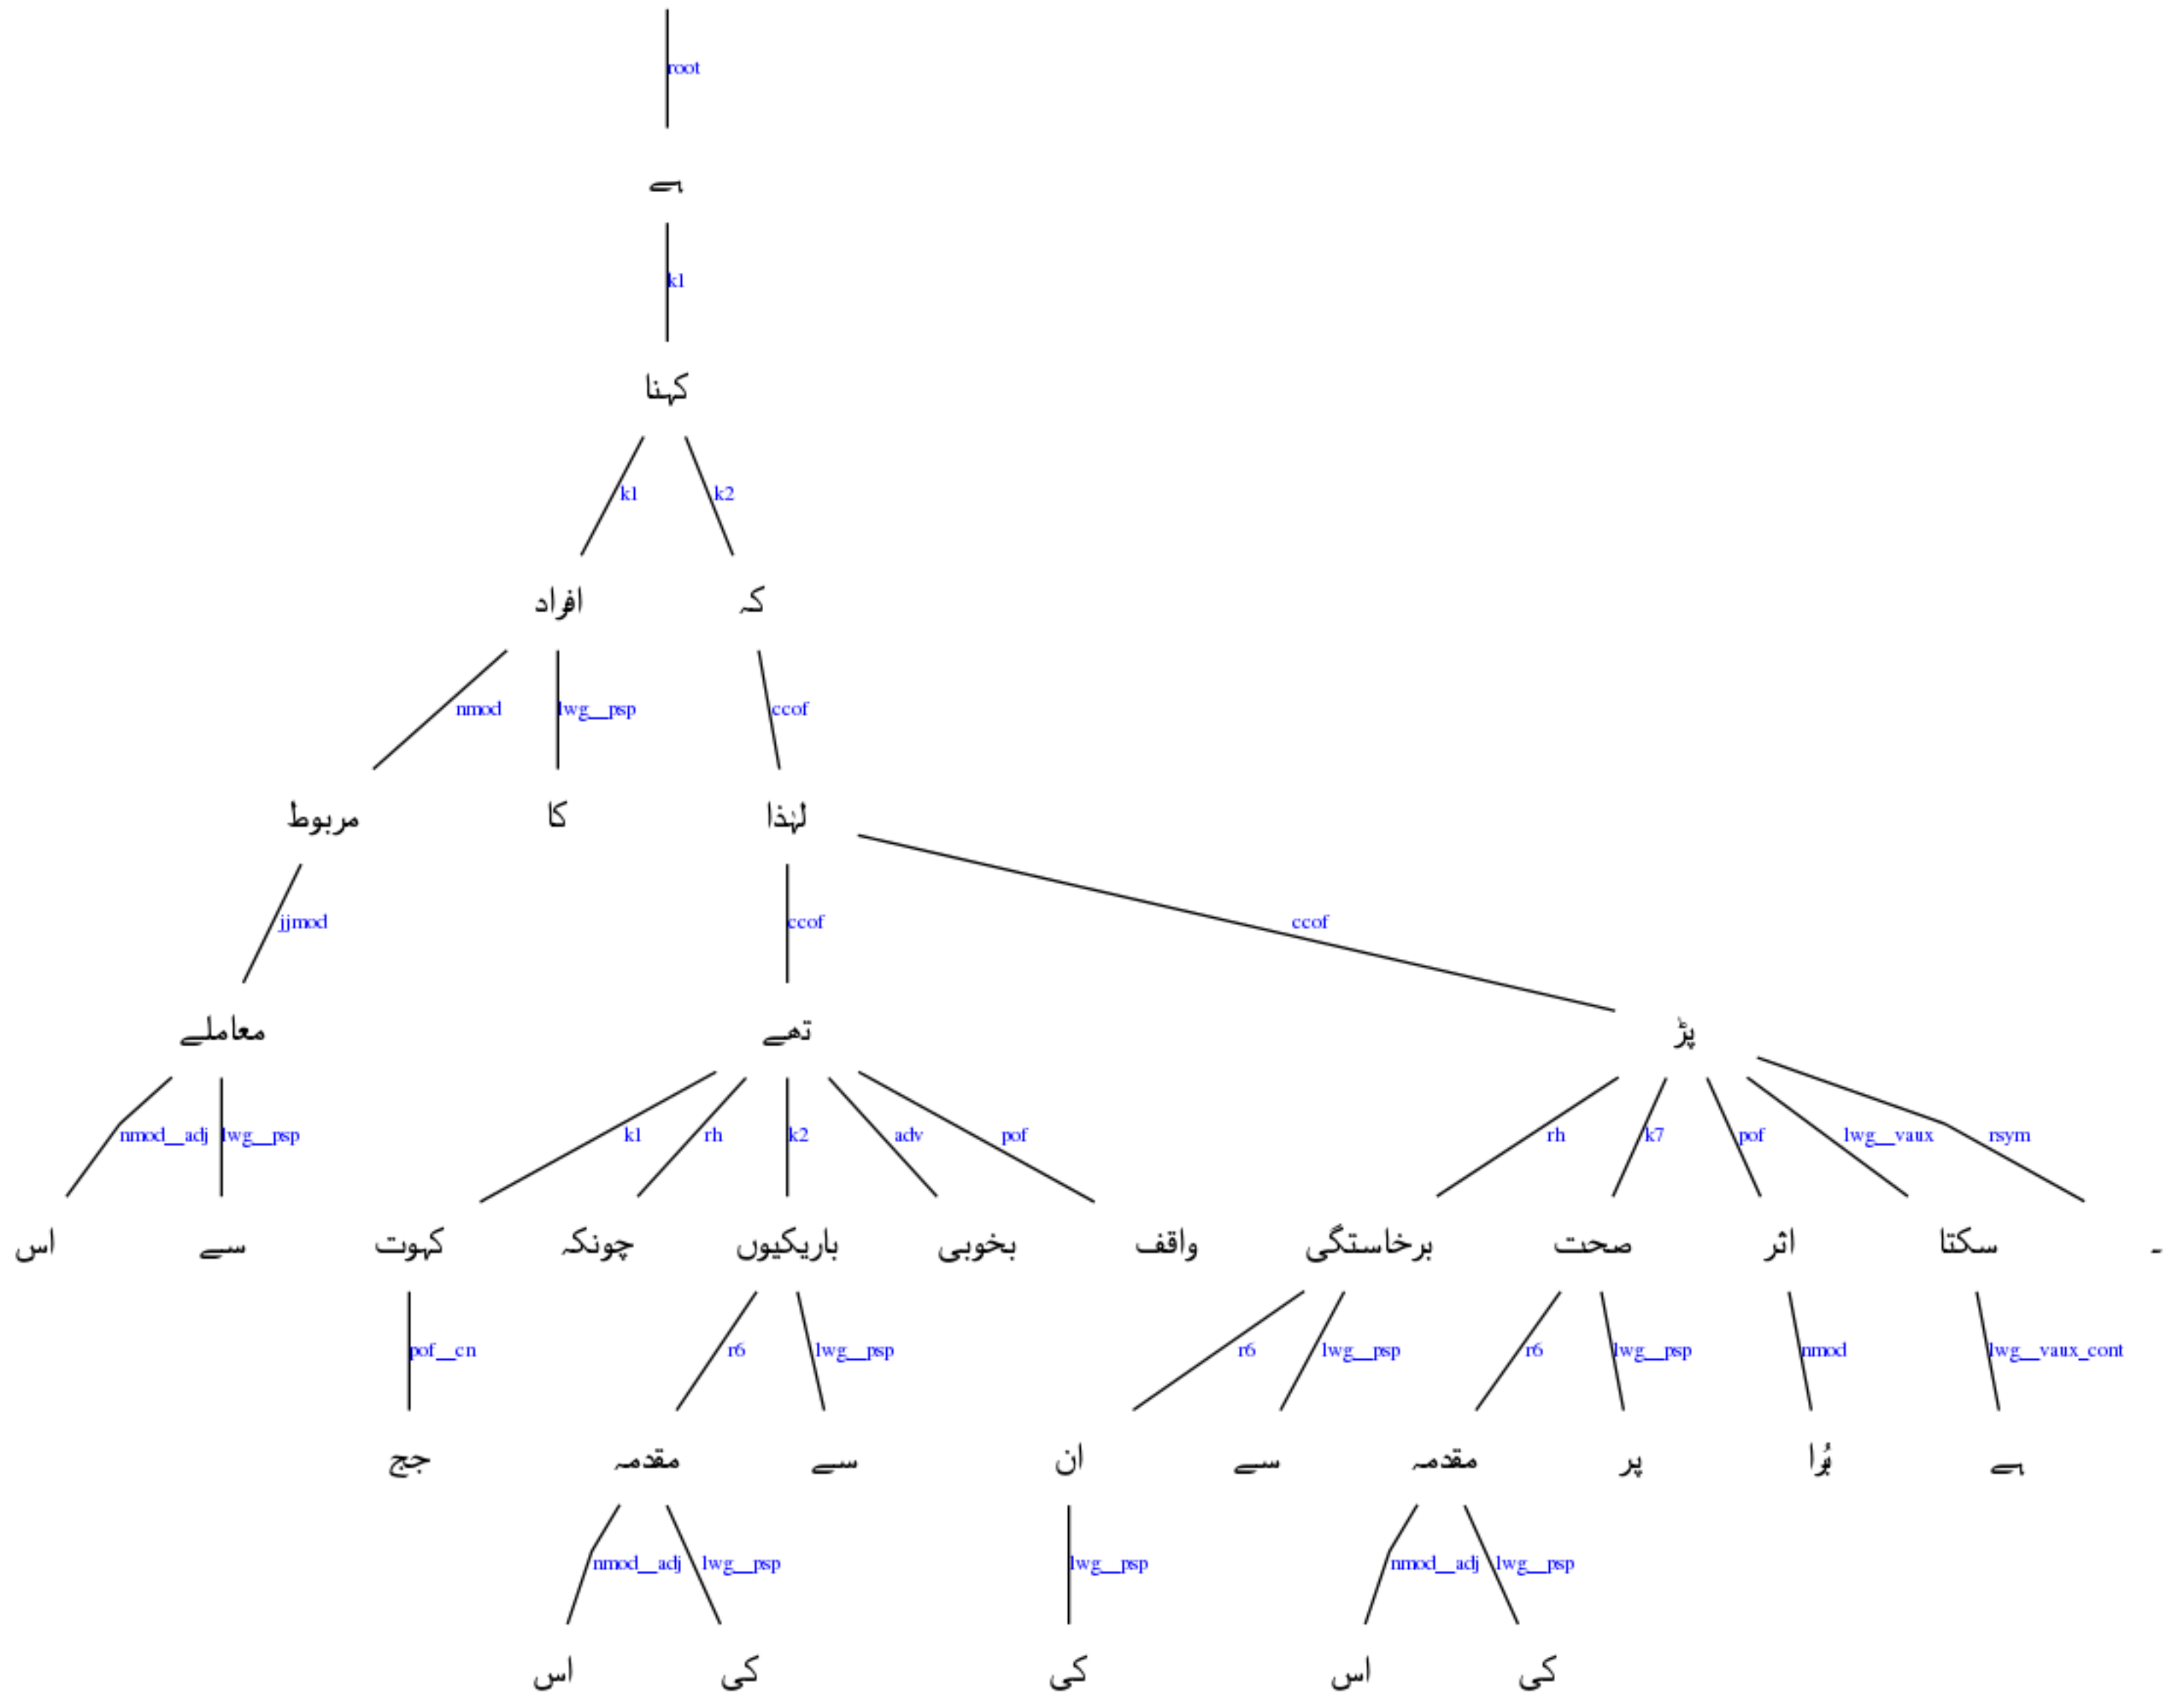 root
ہے
k1
کہنا
k1 k2
افراد کہ
nmod lwg__psp ccof
مربوط کا لہٰذا
jjmod ccof ccof
معاملے تھے پڑ
nmod__adj lwg__psp k1 rh k2 adv pof rh k7 pof lwg__vaux rsym
اس سے کہوت چونکہ باریکیوں بخوبی واقف برخاستگی صحت اثر سکتا ۔
pof__cn r6 lwg__psp r6 lwg__psp r6 lwg__psp nmod lwg__vaux_cont
جج مقدمہ سے ان سے مقدمہ پر بُرا ہے
nmod__adj lwg__psp lwg__psp nmod__adj lwg__psp
اس کی کی اس کی